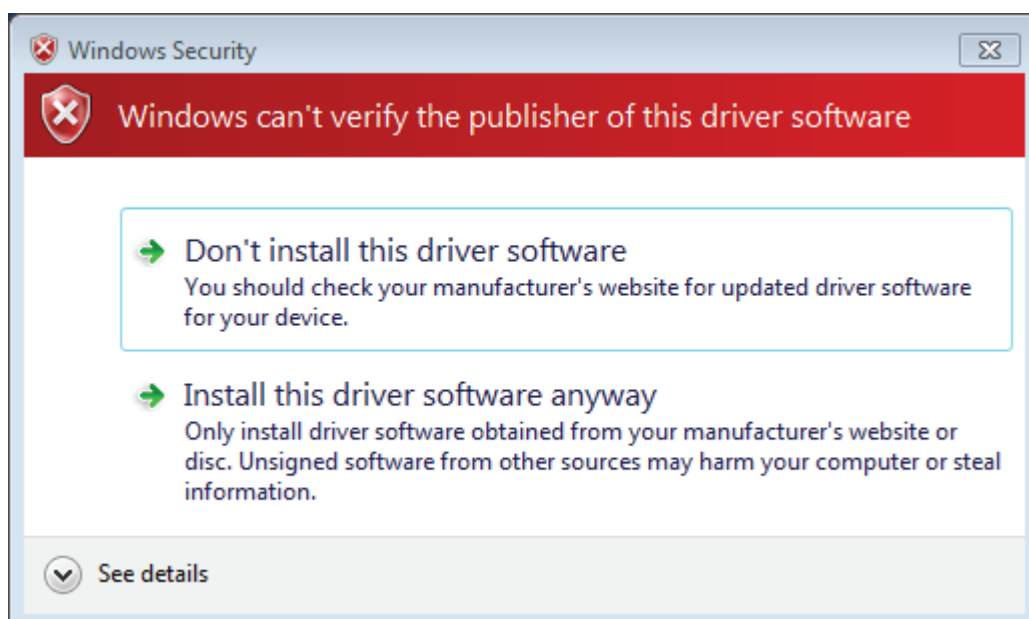 Windows Security
Windows can't verify the publisher of this driver software
Don't install this driver software
You should check your manufacturer's website for updated driver software
for your device.
Install this driver software anyway
Only install driver software obtained from your manufacturer's website or
disc. Unsigned software from other sources may harm your computer or steal
information.
See details